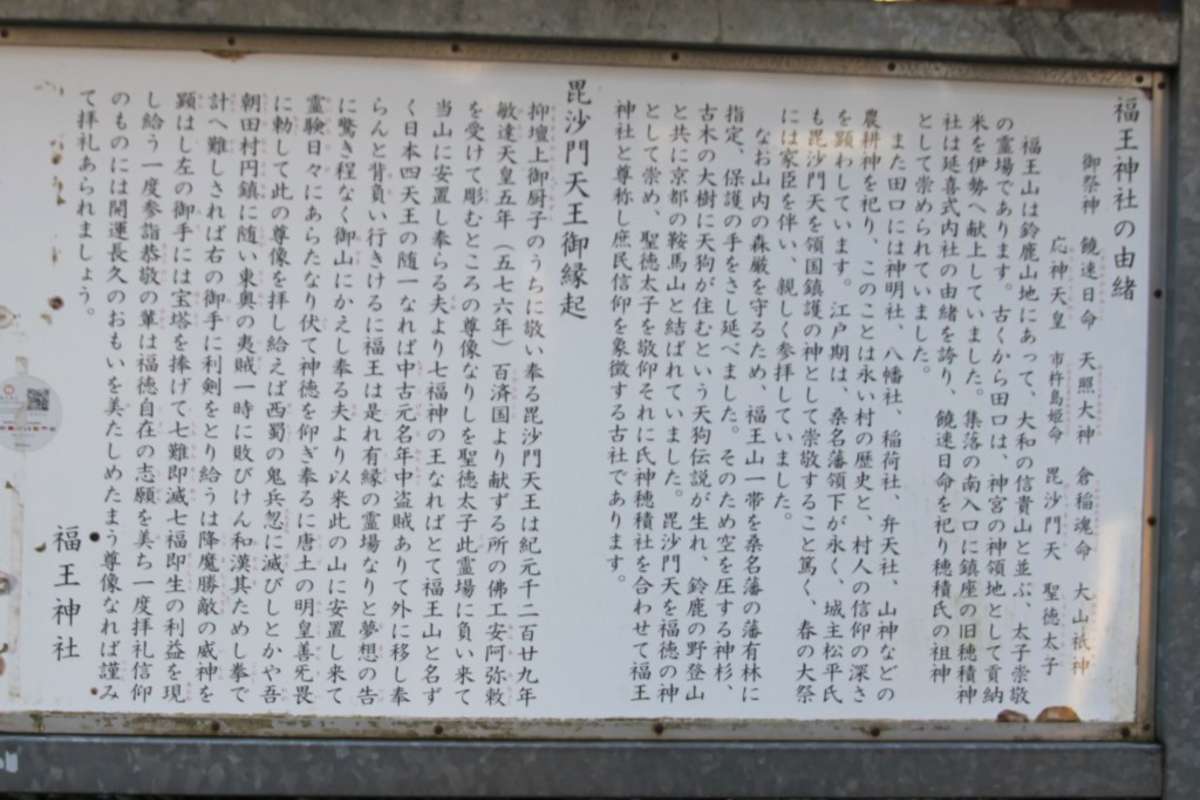 福王神社の由緒
御祭神　饒速日命　天照大神　倉稲魂命　大山祇神
応神天皇　市杵島姫命　毘沙門天　聖徳太子
福王山は鈴鹿山地にあって、大和の信貴山と並ぶ、太子崇敬
の霊場であります。古くから田口は、神宮の神領地として貢納
米を伊勢へ献上していました。集落の南入口に鎮座の旧穂積神
社は延喜式内社の由緒を誇り、饒速日命を祀り穂積氏の祖神
として崇められていました。
また田口には神明社、八幡社、稲荷社、弁天社、山神などの
農耕神を祀り、このことは永い村の歴史と、村人の信仰の深さ
を顕わしています。江戸期は、桑名藩領下が永く、城主松平氏
も毘沙門天を領国鎮護の神として崇敬すること篤く、春の大祭
には家臣を伴い、親しく参拝していました。
なお山内の森厳を守るため、福王山一帯を桑名藩の藩有林に
指定、保護の手をさし延べました。そのため空を圧する神杉、
古木の大樹に天狗が住むという天狗伝説が生れ、鈴鹿の野登山
と共に京都の鞍馬山と結ばれていました。毘沙門天を福徳の神
として崇め、聖徳太子を敬仰それに氏神穂積社を合わせて福王
神社と尊称し庶民信仰を象徴する古社であります。
毘沙門天王御縁起
抑壇上御厨子のうちに敬い奉る毘沙門天王は紀元千二百廿九年
敏達天皇五年（五七六年）百済国より献ずる所の佛工安阿弥敕
を受けて彫むところの尊像なりしを聖徳太子此霊場に負い来て
当山に安置し奉らる夫より七福神の王なればとて福王山と名ず
く日本四天王の随一なれば中古元名年中盗賊ありて外に移し奉
らんと背負い行きけるに福王は是れ有縁の霊場なりと夢想の告
に驚き程なく御山にかえし奉る夫より以来此の山に安置し来て
霊験日々にあらたなり伏て神徳を仰ぎ奉るに唐土の明皇善无畏
に勅して此の尊像を拝し給えば西蜀の鬼兵忽に滅びしとかや吾
朝田村円鎮に随い東奥の夷賊一時に敗びけん和漢其ためし拳で
計へ難しされば右の御手に利剣をとり給うは降魔勝敵の威神を
顕はし左の御手には宝塔を捧げて七難即滅七福即生の利益を現
し給う一度参詣恭敬の輩は福徳自在の志願を美ち一度拝礼信仰
のものには開運長久のおもいを美たしめたまう尊像なれば謹み
て拝礼あられましょう。
福王神社